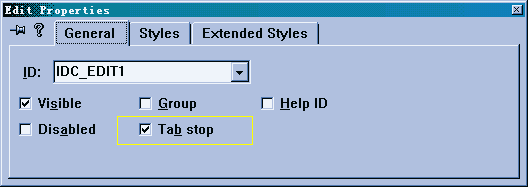 Edit Properties
? General Styles Extended Styles
ID: IDC_EDIT1
Visible Group Help ID
Disabled Tab stop